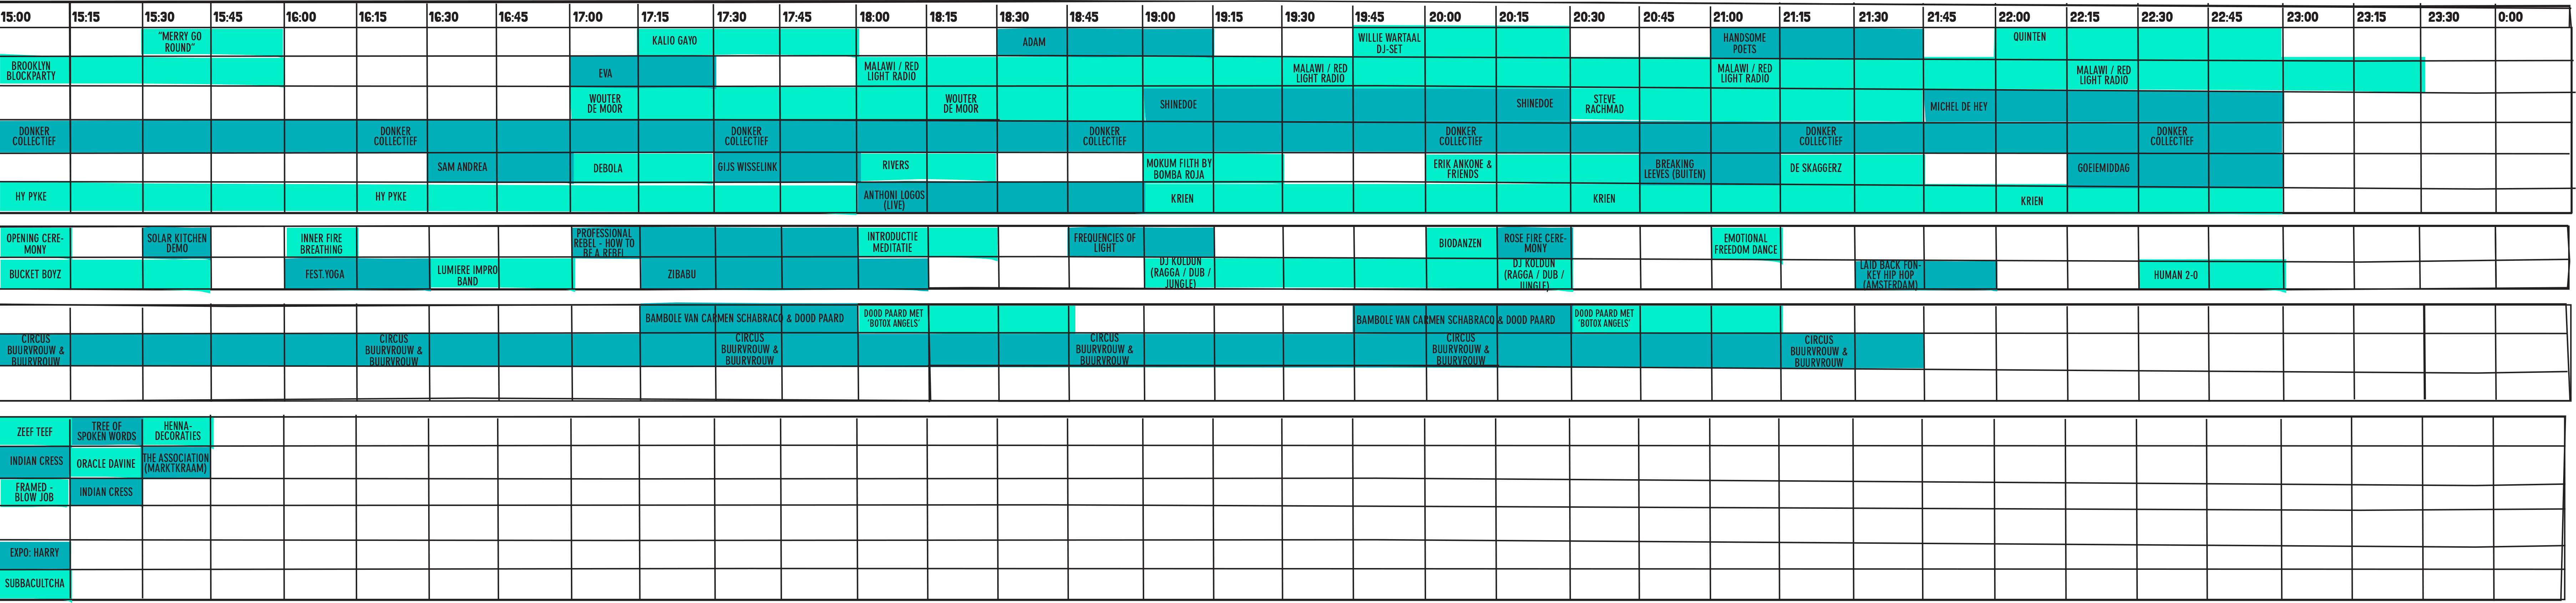 15:00 15:15 15:30 15:45 16:00 16:15 16:30 16:45 17:00 17:15 17:30 17:45 18:00 18:15 18:30 18:45 19:00 19:15 19:30 19:45 20:00 20:15 20:30 20:45 21:00 21:15 21:30 21:45 22:00 22:15 22:30 22:45 23:00 23:15 23:30 0:00
"MERRY GO
ROUND"
KALIO GAYO
ADAM
WILLIE WARTAAL
DJ-SET
HANDSOME
POETS
QUINTEN
BROOKLYN
BLOCKPARTY
EVA
MALAWI / RED
LIGHT RADIO
MALAWI / RED
LIGHT RADIO
MALAWI / RED
LIGHT RADIO
MALAWI / RED
LIGHT RADIO
WOUTER
DE MOOR
WOUTER
DE MOOR
SHINEDOE
SHINEDOE
STEVE
RACHMAD
MICHEL DE HEY
DONKER
COLLECTIEF
DONKER
COLLECTIEF
DONKER
COLLECTIEF
DONKER
COLLECTIEF
DONKER
COLLECTIEF
DONKER
COLLECTIEF
DONKER
COLLECTIEF
SAM ANDREA
DEBOLA
GIJS WISSELINK
RIVERS
MOKUM FILTH BY
BOMBA ROJA
ERIK ANKONE &
FRIENDS
BREAKING
LEEVES (BUITEN)
DE SKAGGERZ
GOEIEMIDDAG
HY PYKE
HY PYKE
ANTHONI LOGOS
(LIVE)
KRIEN
KRIEN
KRIEN
OPENING CERE-
MONY
SOLAR KITCHEN
DEMO
INNER FIRE
BREATHING
PROFESSIONAL
REBEL - HOW TO
BE A REBEL
INTRODUCTIE
MEDITATIE
FREQUENCIES OF
LIGHT
BIODANZEN
ROSE FIRE CERE-
MONY
EMOTIONAL
FREEDOM DANCE
BUCKET BOYZ
FEST.YOGA
LUMIERE IMPRO
BAND
ZIBABU
DJ KOLDUN
(RAGGA / DUB /
JUNGLE)
DJ KOLDUN
(RAGGA / DUB /
JUNGLE)
LAID BACK FON-
KEY HIP HOP
(AMSTERDAM)
HUMAN 2-0
BAMBOLE VAN CARMEN SCHABRACQ & DOOD PAARD
DOOD PAARD MET
'BOTOX ANGELS'
BAMBOLE VAN CARMEN SCHABRACQ & DOOD PAARD
DOOD PAARD MET
'BOTOX ANGELS'
CIRCUS
BUURVROUW &
BUURVROUW
CIRCUS
BUURVROUW &
BUURVROUW
CIRCUS
BUURVROUW &
BUURVROUW
CIRCUS
BUURVROUW &
BUURVROUW
CIRCUS
BUURVROUW &
BUURVROUW
CIRCUS
BUURVROUW &
BUURVROUW
ZEEF TEEF
TREE OF
SPOKEN WORDS
HENNA-
DECORATIES
INDIAN CRESS
ORACLE DAVINE
THE ASSOCIATION
(MARKTKRAAM)
FRAMED -
BLOW JOB
INDIAN CRESS
EXPO: HARRY
SUBBACULTCHA